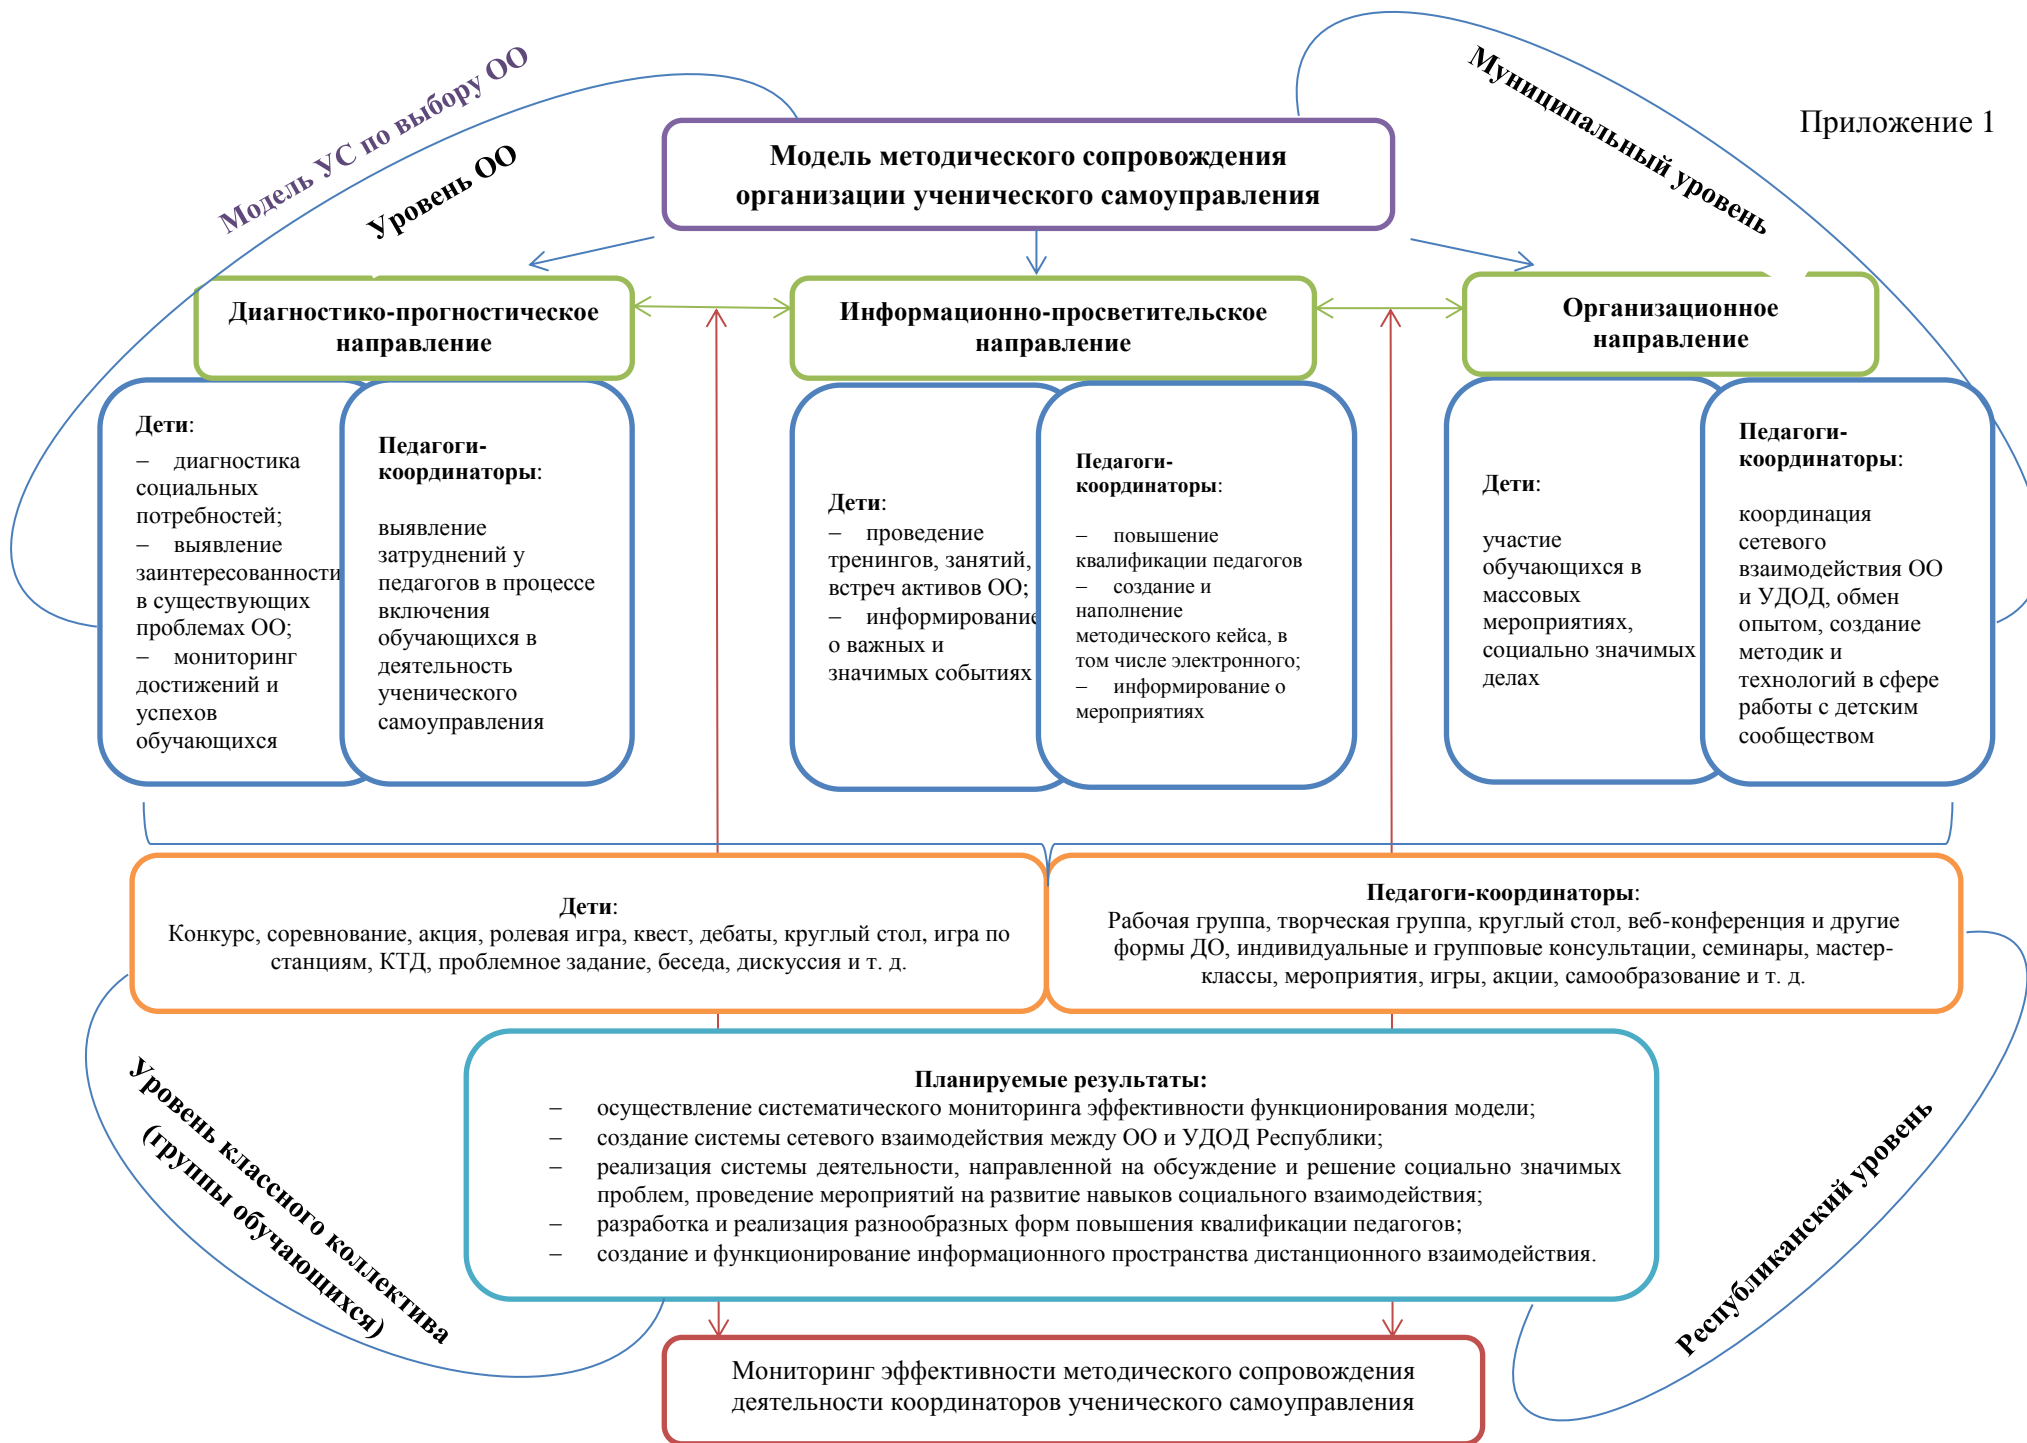 Приложение 1
Модель УС по выбору ОО
Уровень ОО
Муниципальный уровень
Модель методического сопровождения
организации ученического самоуправления
Диагностико-прогностическое
направление
Информационно-просветительское
направление
Организационное
направление
Дети:
– диагностика
социальных
потребностей;
– выявление
заинтересованности
в существующих
проблемах ОО;
– мониторинг
достижений и
успехов
обучающихся
Педагоги-
координаторы:
выявление
затруднений у
педагогов в процессе
включения
обучающихся в
деятельность
ученического
самоуправления
Дети:
– проведение
тренингов, занятий,
встреч активов ОО;
– информирование
о важных и
значимых событиях
Педагоги-
координаторы:
– повышение
квалификации педагогов
– создание и
наполнение
методического кейса, в
том числе электронного;
– информирование о
мероприятиях
Дети:
участие
обучающихся в
массовых
мероприятиях,
социально значимых
делах
Педагоги-
координаторы:
координация
сетевого
взаимодействия ОО
и УДОД, обмен
опытом, создание
методик и
технологий в сфере
работы с детским
сообществом
Дети:
Конкурс, соревнование, акция, ролевая игра, квест, дебаты, круглый стол, игра по
станциям, КТД, проблемное задание, беседа, дискуссия и т. д.
Педагоги-координаторы:
Рабочая группа, творческая группа, круглый стол, веб-конференция и другие
формы ДО, индивидуальные и групповые консультации, семинары, мастер-
классы, мероприятия, игры, акции, самообразование и т. д.
Уровень классного коллектива
(группы обучающихся)
Республиканский уровень
Планируемые результаты:
– осуществление систематического мониторинга эффективности функционирования модели;
– создание системы сетевого взаимодействия между ОО и УДОД Республики;
– реализация системы деятельности, направленной на обсуждение и решение социально значимых
проблем, проведение мероприятий на развитие навыков социального взаимодействия;
– разработка и реализация разнообразных форм повышения квалификации педагогов;
– создание и функционирование информационного пространства дистанционного взаимодействия.
Мониторинг эффективности методического сопровождения
деятельности координаторов ученического самоуправления